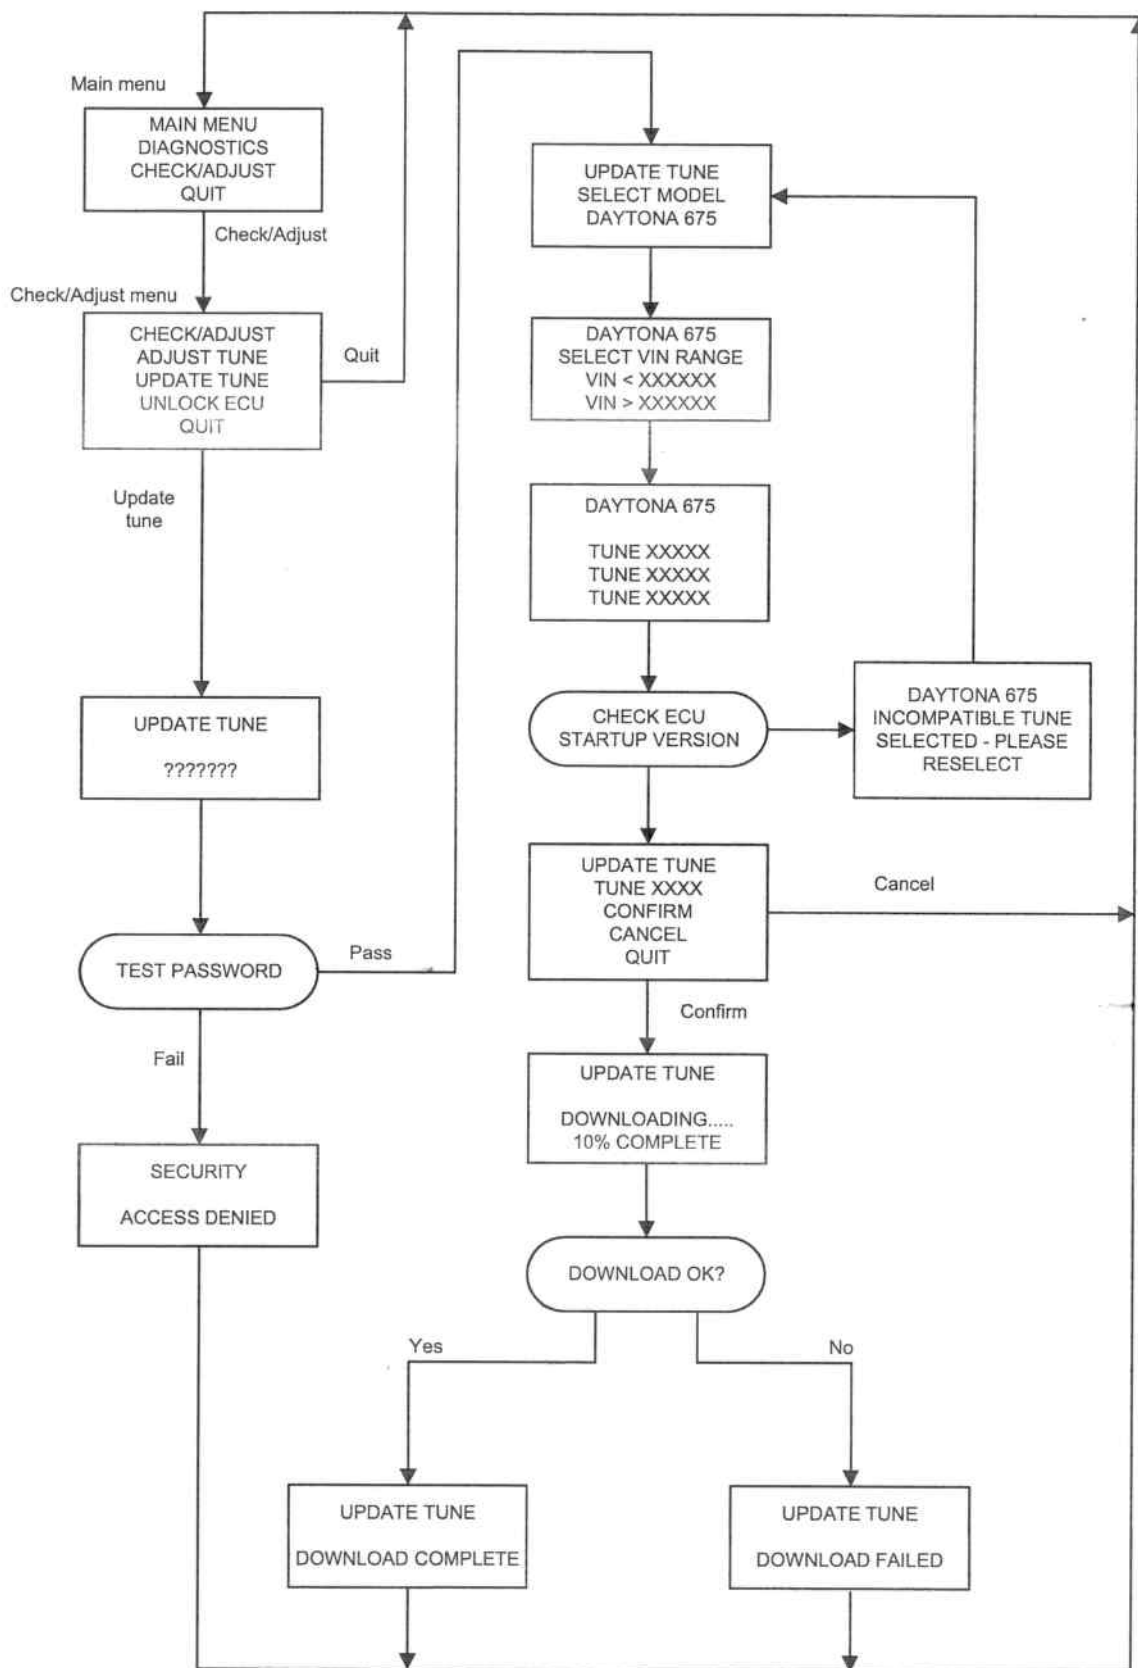 Main menu
MAIN MENU
DIAGNOSTICS
CHECK/ADJUST
QUIT
Check/Adjust
Check/Adjust menu
CHECK/ADJUST
ADJUST TUNE
UPDATE TUNE
UNLOCK ECU
QUIT
Quit
Update
tune
UPDATE TUNE
???????
TEST PASSWORD
Pass
Fail
SECURITY
ACCESS DENIED
UPDATE TUNE
SELECT MODEL
DAYTONA 675
DAYTONA 675
SELECT VIN RANGE
VIN < XXXXXX
VIN > XXXXXX
DAYTONA 675
TUNE XXXXX
TUNE XXXXX
TUNE XXXXX
CHECK ECU
STARTUP VERSION
DAYTONA 675
INCOMPATIBLE TUNE
SELECTED - PLEASE
RESELECT
UPDATE TUNE
TUNE XXXX
CONFIRM
CANCEL
QUIT
Cancel
Confirm
UPDATE TUNE
DOWNLOADING.....
10% COMPLETE
DOWNLOAD OK?
Yes
No
UPDATE TUNE
DOWNLOAD COMPLETE
UPDATE TUNE
DOWNLOAD FAILED